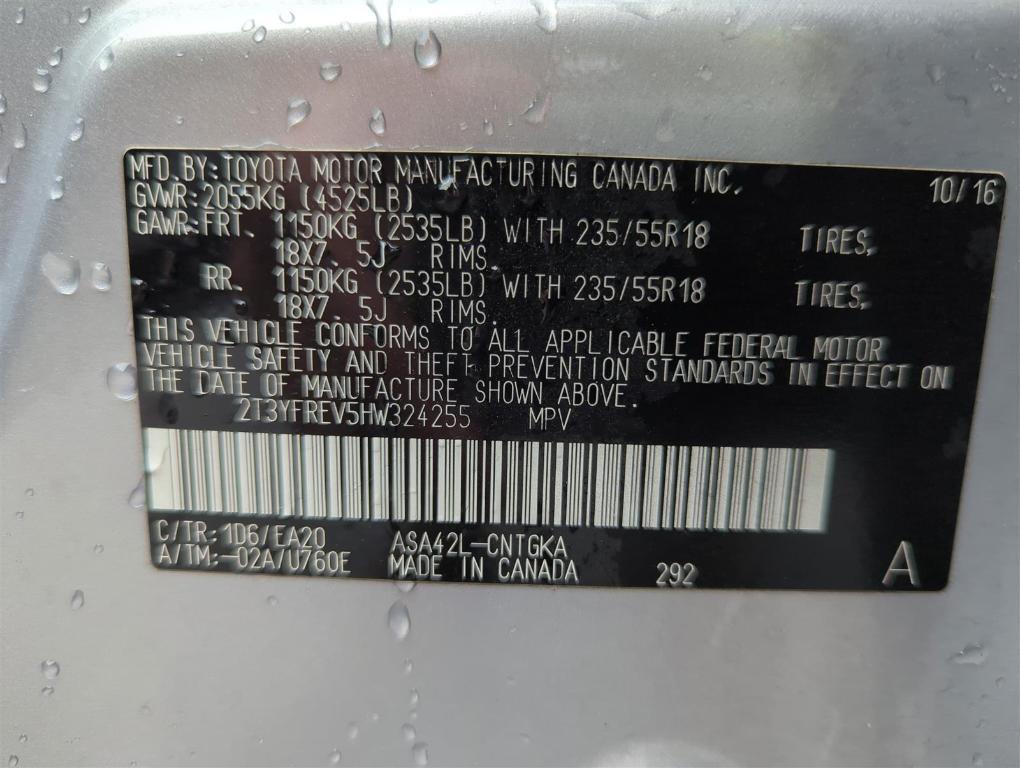 MFD. BY: TOYOTA MOTOR MANUFACTURING CANADA INC. 10/16
GVWR: 2055KG (4525LB)
GAWR: FRT. 1150KG (2535LB) WITH 235/55R18 TIRES,
18X7. 5J RIMS.
RR. 1150KG (2535LB) WITH 235/55R18 TIRES,
18X7. 5J RIMS.
THIS VEHICLE CONFORMS TO ALL APPLICABLE FEDERAL MOTOR
VEHICLE SAFETY AND THEFT PREVENTION STANDARDS IN EFFECT ON
THE DATE OF MANUFACTURE SHOWN ABOVE.
2T3YFREV5HW324255 MPV
C/TR: 1D6/EA20 ASA42L-CNTGKA
A/TM: -02A/U760E MADE IN CANADA 292 A